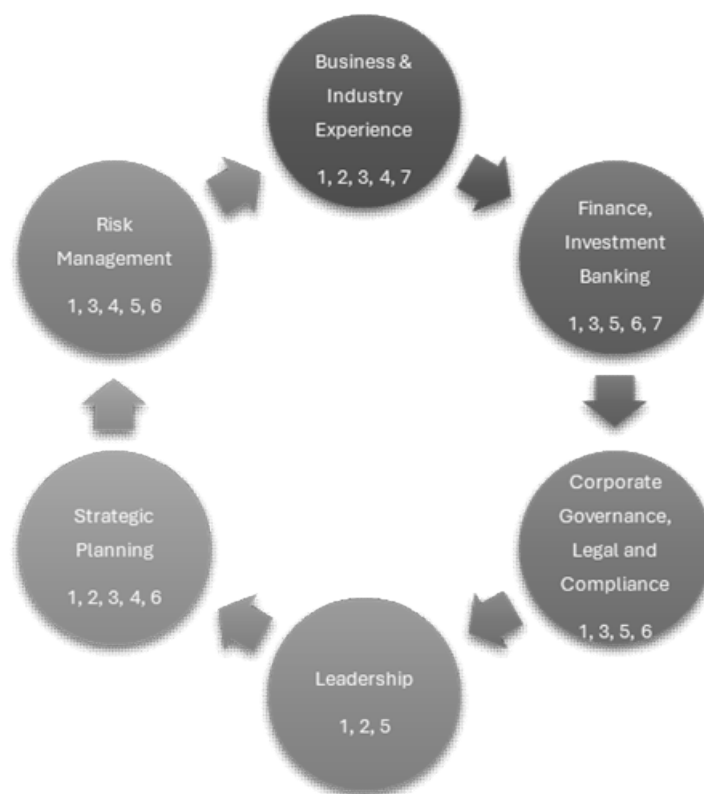 Business &
Industry
Experience
1, 2, 3, 4, 7
Finance,
Investment
Banking
1, 3, 5, 6, 7
Corporate
Governance,
Legal and
Compliance
1, 3, 5, 6
Leadership
1, 2, 5
Strategic
Planning
1, 2, 3, 4, 6
Risk
Management
1, 3, 4, 5, 6